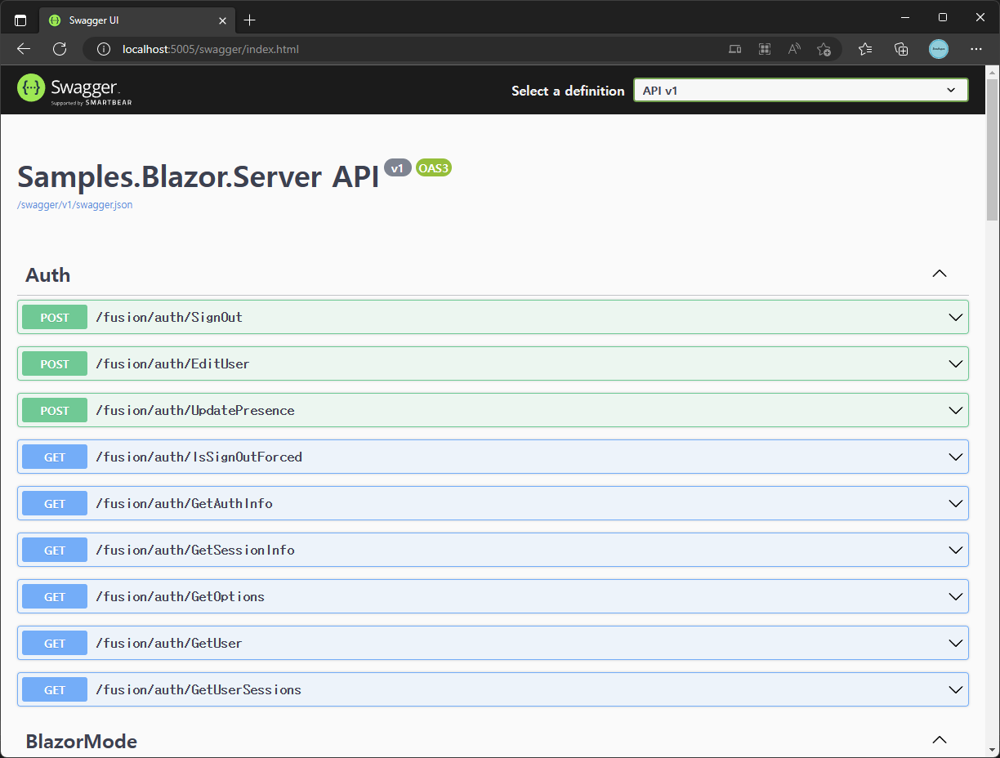 Swagger UI
localhost:5005/swagger/index.html
Swagger
Supported by SMARTBEAR
Select a definition
API v1
Samples.Blazor.Server API v1 OAS3
/swagger/v1/swagger.json
Auth
POST /fusion/auth/SignOut
POST /fusion/auth/EditUser
POST /fusion/auth/UpdatePresence
GET /fusion/auth/IsSignOutForced
GET /fusion/auth/GetAuthInfo
GET /fusion/auth/GetSessionInfo
GET /fusion/auth/GetOptions
GET /fusion/auth/GetUser
GET /fusion/auth/GetUserSessions
BlazorMode